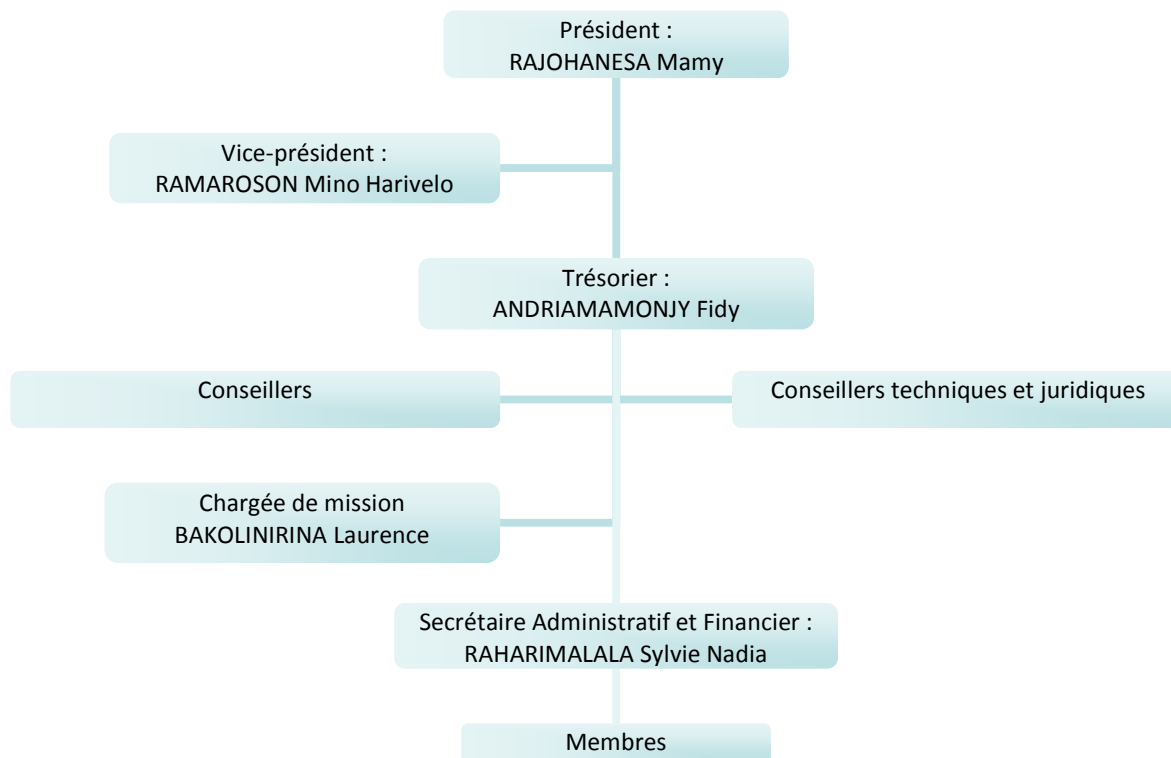 Président :
RAJOHANESA Mamy
Vice-président :
RAMAROSON Mino Harivelo
Trésorier :
ANDRIAMAMONJY Fidy
Conseillers
Conseillers techniques et juridiques
Chargée de mission
BAKOLINIRINA Laurence
Secrétaire Administratif et Financier :
RAHARIMALALA Sylvie Nadia
Membres